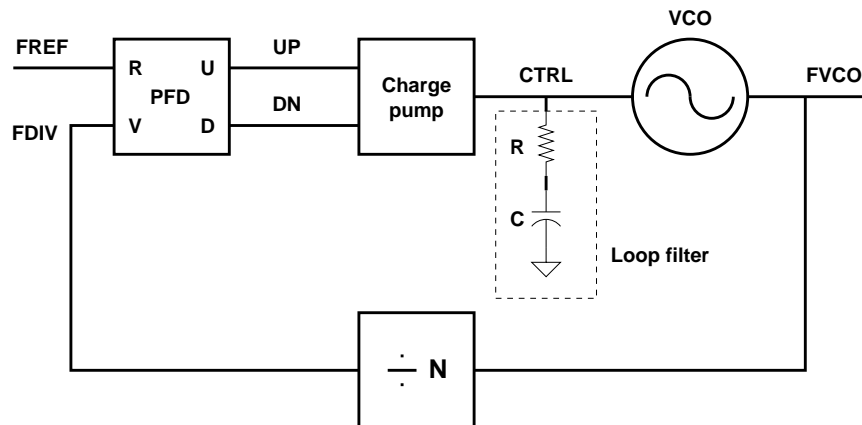 VCO
FREF
UP
CTRL
FVCO
R
U
PFD
Charge
pump
DN
FDIV
V
D
R
C
Loop filter
÷ N